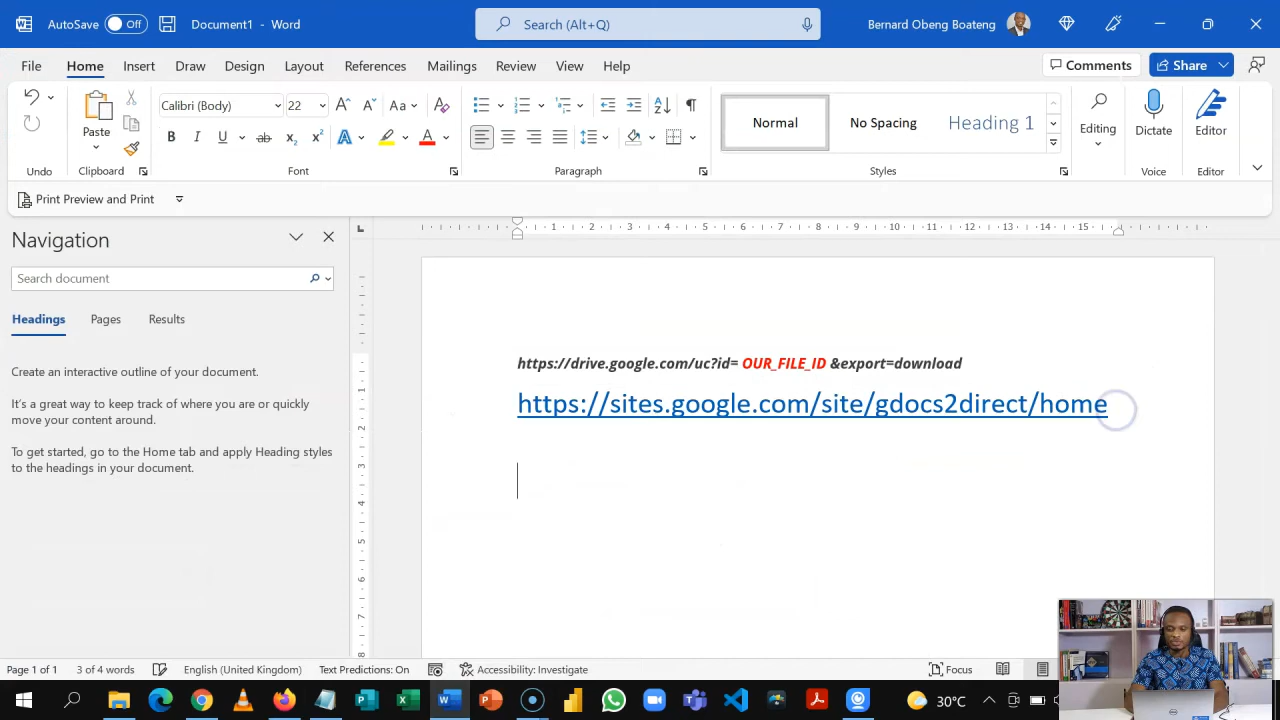 AutoSave Off Document1 - Word Search (Alt+Q) Bernard Obeng Boateng
File Home Insert Draw Design Layout References Mailings Review View Help Comments Share
Calibri (Body) 22
Paste Normal No Spacing Heading 1 Editing Dictate Editor
Undo Clipboard Font Paragraph Styles Voice Editor
Print Preview and Print
Navigation
Search document
Headings Pages Results
Create an interactive outline of your document.
It's a great way to keep track of where you are or quickly
move your content around.
To get started, go to the Home tab and apply Heading styles
to the headings in your document.
https://drive.google.com/uc?id= OUR_FILE_ID &export=download
https://sites.google.com/site/gdocs2direct/home
Page 1 of 1 3 of 4 words English (United Kingdom) Text Predictions: On Accessibility: Investigate Focus
30°C